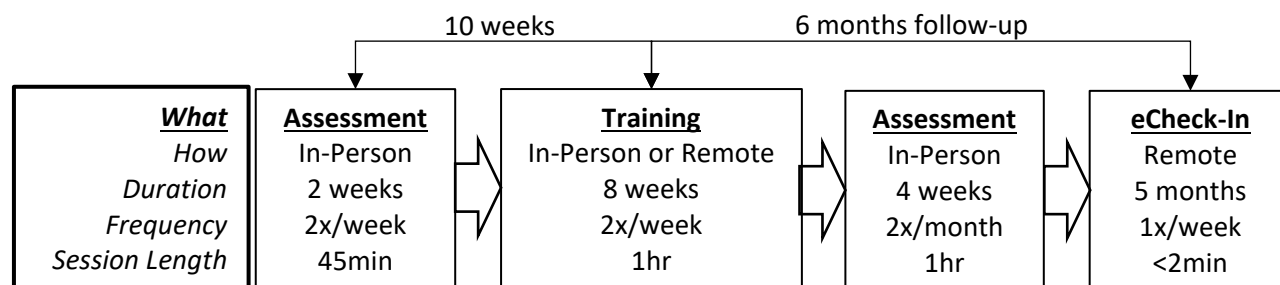 10 weeks
6 months follow-up
What
How
Duration
Frequency
Session Length
Assessment
In-Person
2 weeks
2x/week
45min
Training
In-Person or Remote
8 weeks
2x/week
1hr
Assessment
In-Person
4 weeks
2x/month
1hr
eCheck-In
Remote
5 months
1x/week
<2min